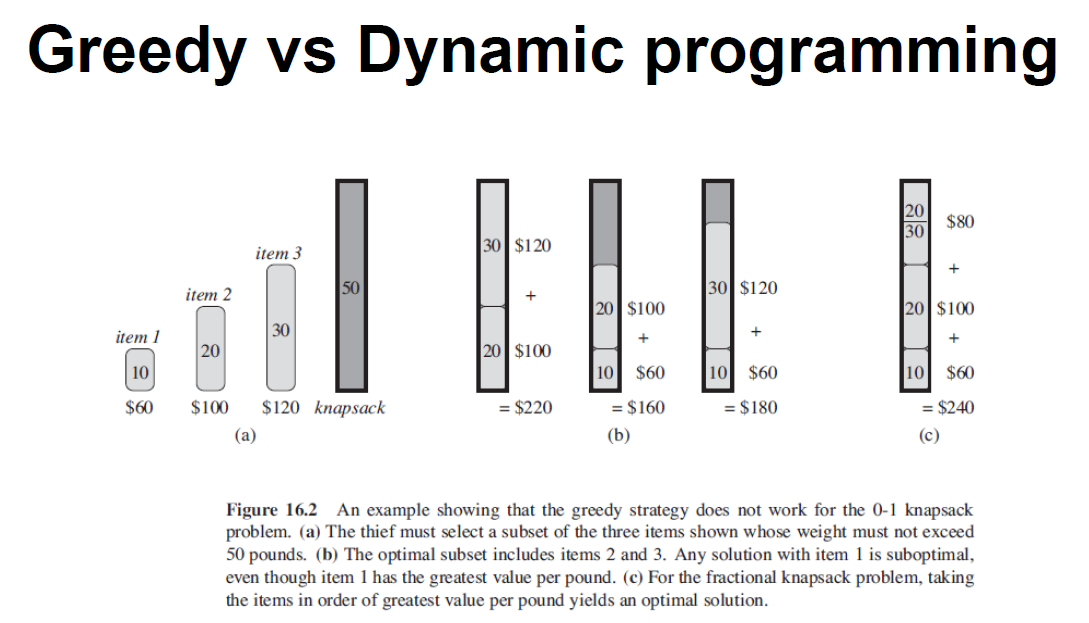 Greedy vs Dynamic programming
item 1
10
$60
item 2
20
$100
item 3
30
$120
50
knapsack
(a)
30 $120
+
20 $100
= $220
20 $100
+
10 $60
= $160
30 $120
+
10 $60
= $180
(b)
20
30
$80
+
20 $100
+
10 $60
= $240
(c)
Figure 16.2 An example showing that the greedy strategy does not work for the 0-1 knapsack
problem. (a) The thief must select a subset of the three items shown whose weight must not exceed
50 pounds. (b) The optimal subset includes items 2 and 3. Any solution with item 1 is suboptimal,
even though item 1 has the greatest value per pound. (c) For the fractional knapsack problem, taking
the items in order of greatest value per pound yields an optimal solution.